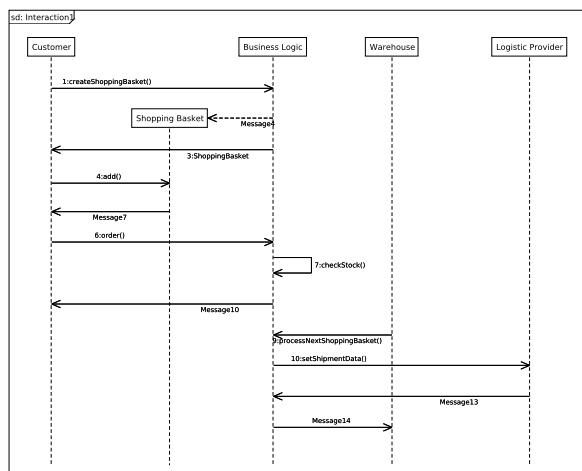 sd: Interaction1
Customer
Business Logic
Warehouse
Logistic Provider
1:createShoppingBasket()
Shopping Basket
Message4
3:ShoppingBasket
4:add()
Message7
6:order()
7:checkStock()
Message10
9:processNextShoppingBasket()
10:setShipmentData()
Message13
Message14